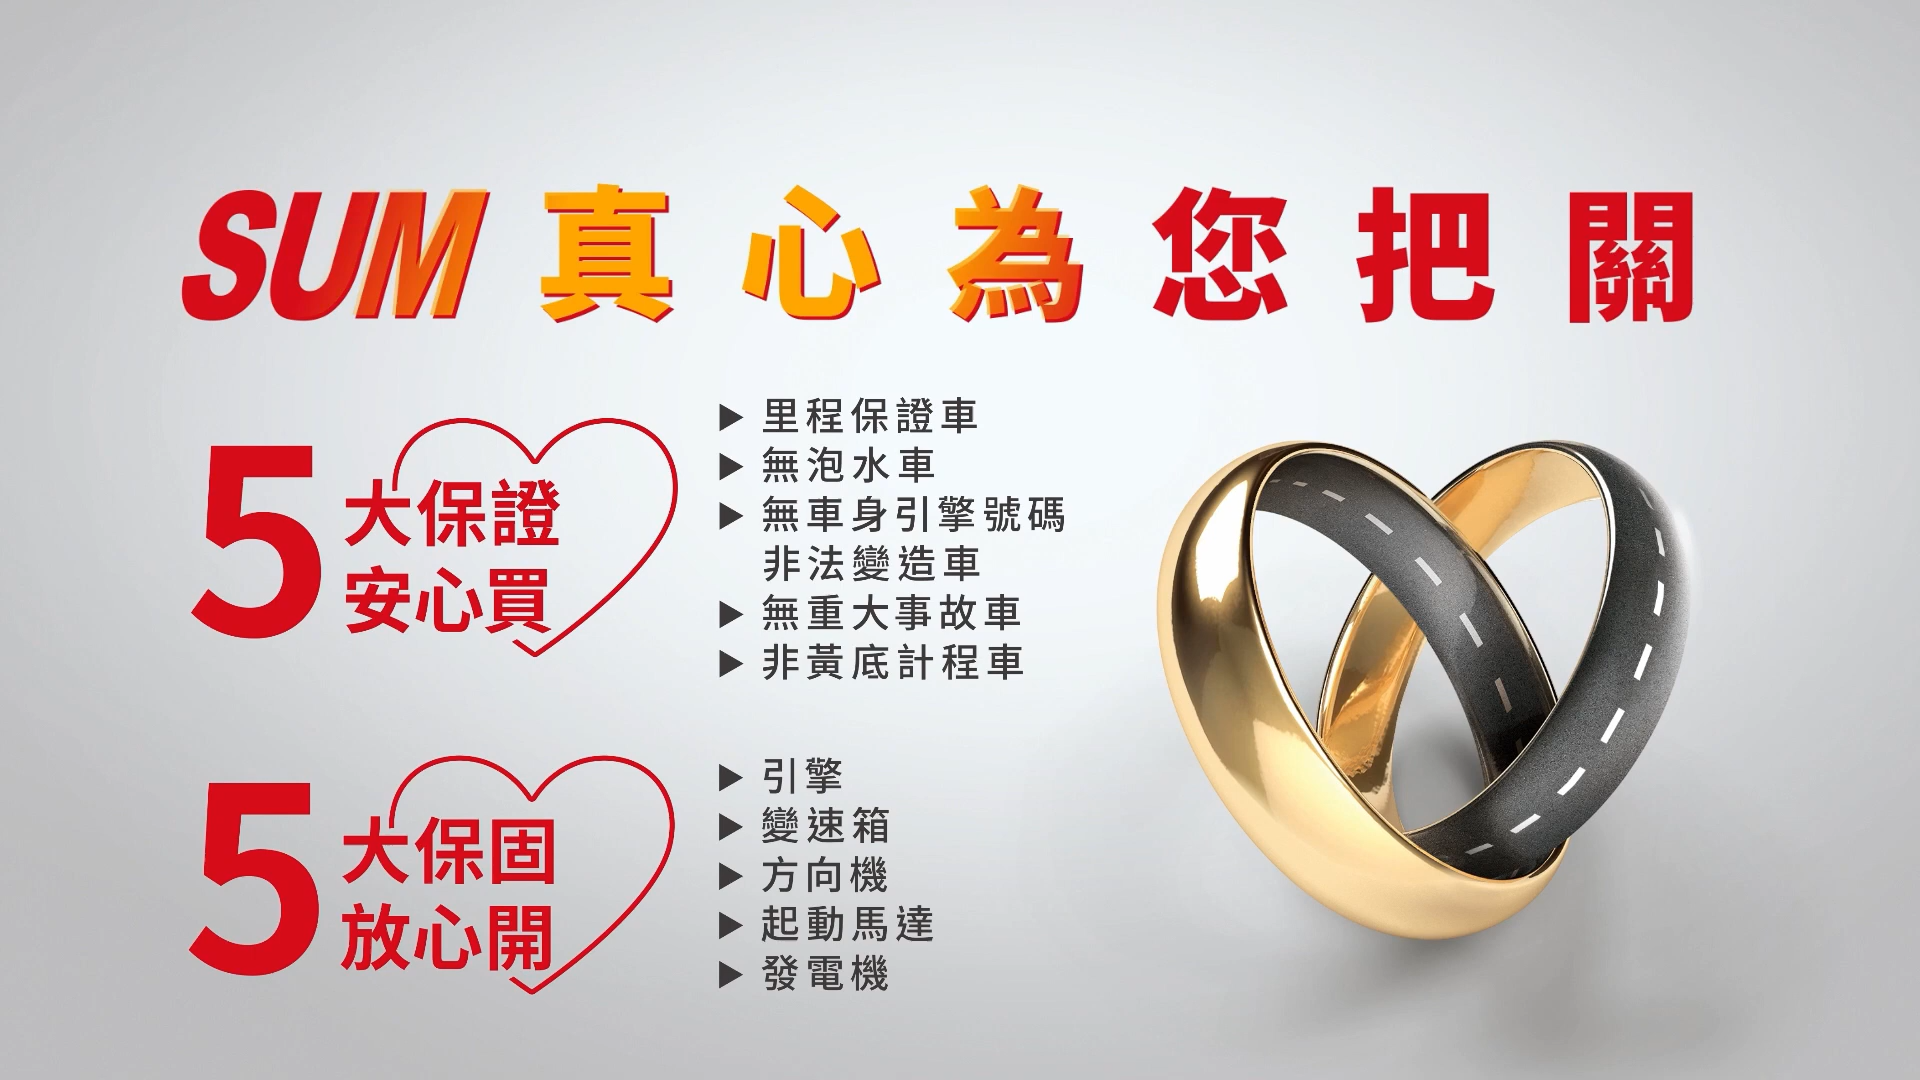 SUM 真心為您把關
5大保證
安心買
▶ 里程保證車
▶ 無泡水車
▶ 無車身引擎號碼
非法變造車
▶ 無重大事故車
▶ 非黃底計程車
5大保固
放心開
▶ 引擎
▶ 變速箱
▶ 方向機
▶ 起動馬達
▶ 發電機